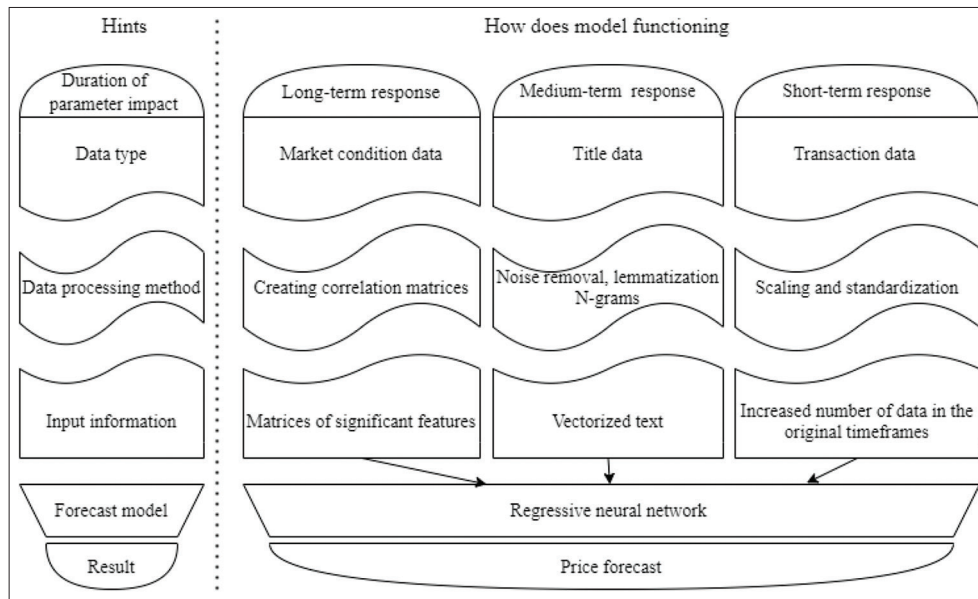 Hints
How does model functioning
Duration of
parameter impact
Long-term response
Medium-term response
Short-term response
Data type
Market condition data
Title data
Transaction data
Data processing method
Creating correlation matrices
Noise removal, lemmatization
N-grams
Scaling and standardization
Input information
Matrices of significant features
Vectorized text
Increased number of data in the
original timeframes
Forecast model
Regressive neural network
Result
Price forecast